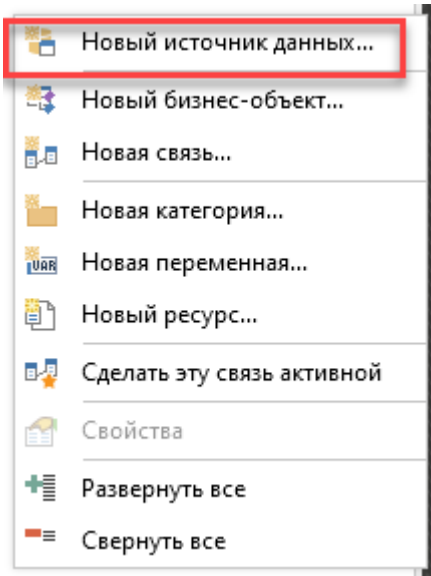 Новый источник данных...
Новый бизнес-объект...
Новая связь...
Новая категория...
VAR Новая переменная...
Новый ресурс...
Сделать эту связь активной
Свойства
Развернуть все
Свернуть все